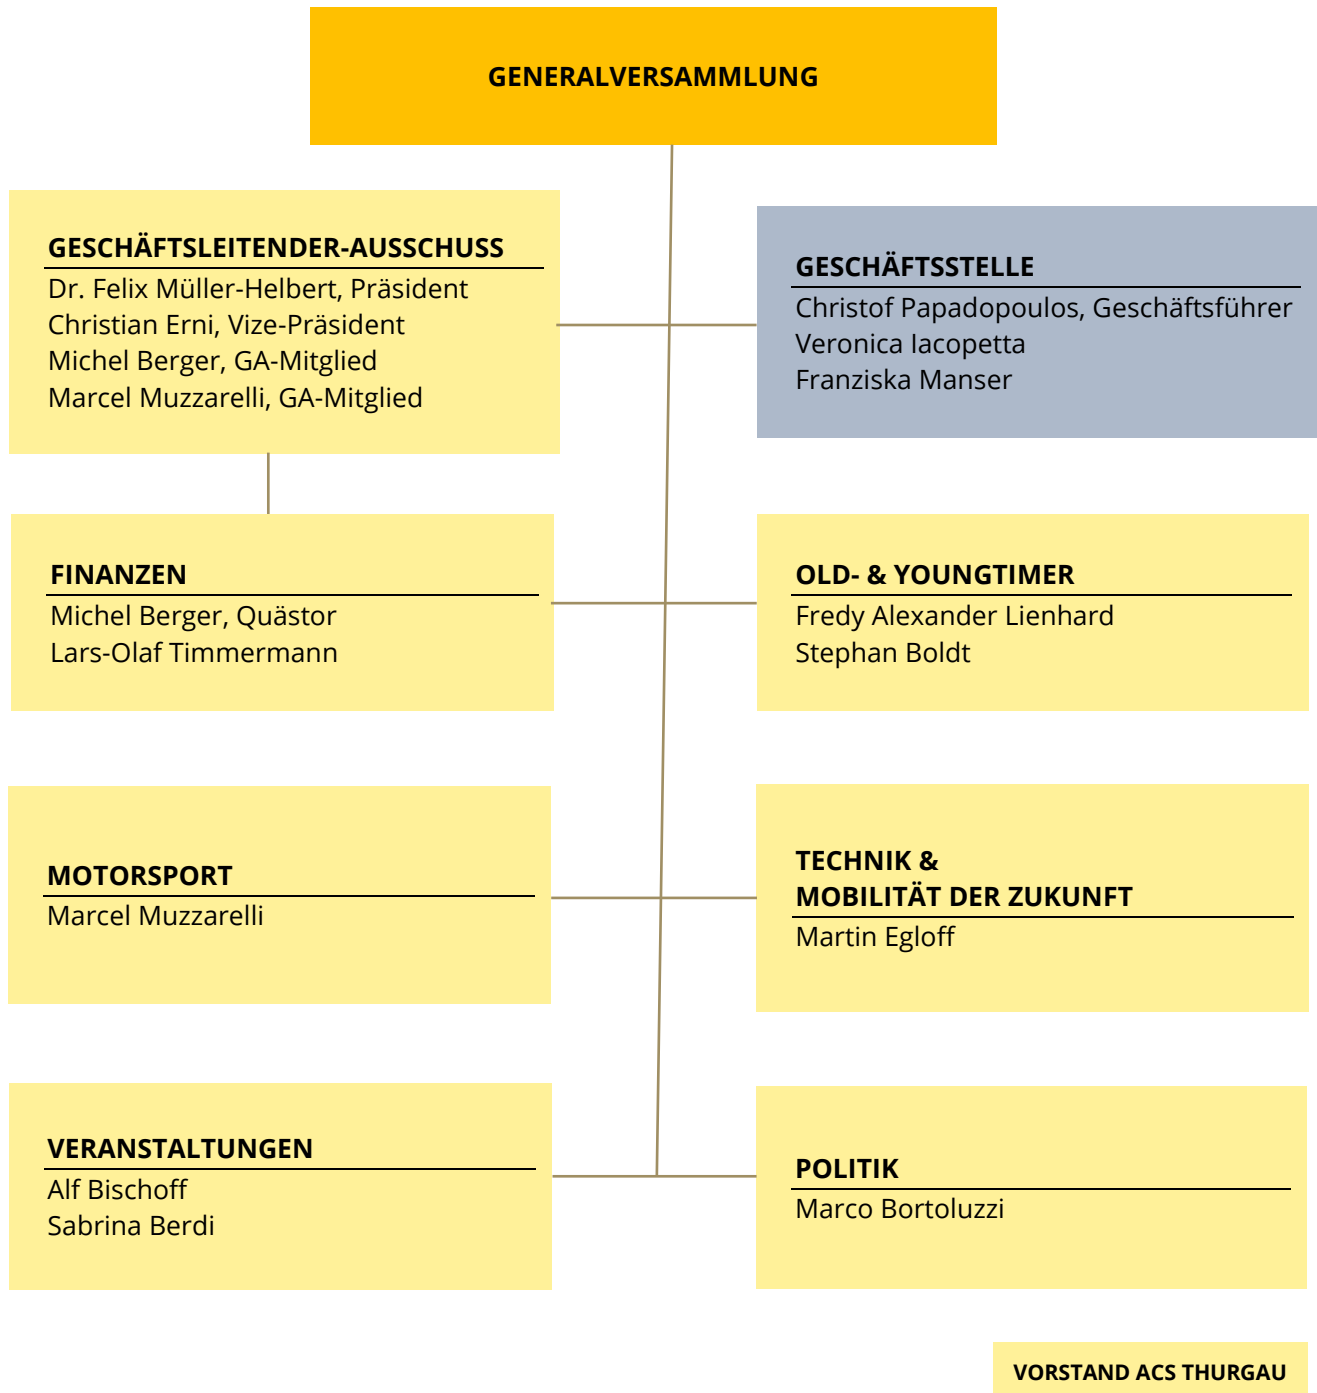 GENERALVERSAMMLUNG
GESCHÄFTSLEITENDER-AUSSCHUSS
Dr. Felix Müller-Helbert, Präsident
Christian Erni, Vize-Präsident
Michel Berger, GA-Mitglied
Marcel Muzzarelli, GA-Mitglied
GESCHÄFTSSTELLE
Christof Papadopoulos, Geschäftsführer
Veronica Iacopetta
Franziska Manser
FINANZEN
Michel Berger, Quästor
Lars-Olaf Timmermann
OLD- & YOUNGTIMER
Fredy Alexander Lienhard
Stephan Boldt
MOTORSPORT
Marcel Muzzarelli
TECHNIK &
MOBILITÄT DER ZUKUNFT
Martin Egloff
VERANSTALTUNGEN
Alf Bischoff
Sabrina Berdi
POLITIK
Marco Bortoluzzi
VORSTAND ACS THURGAU